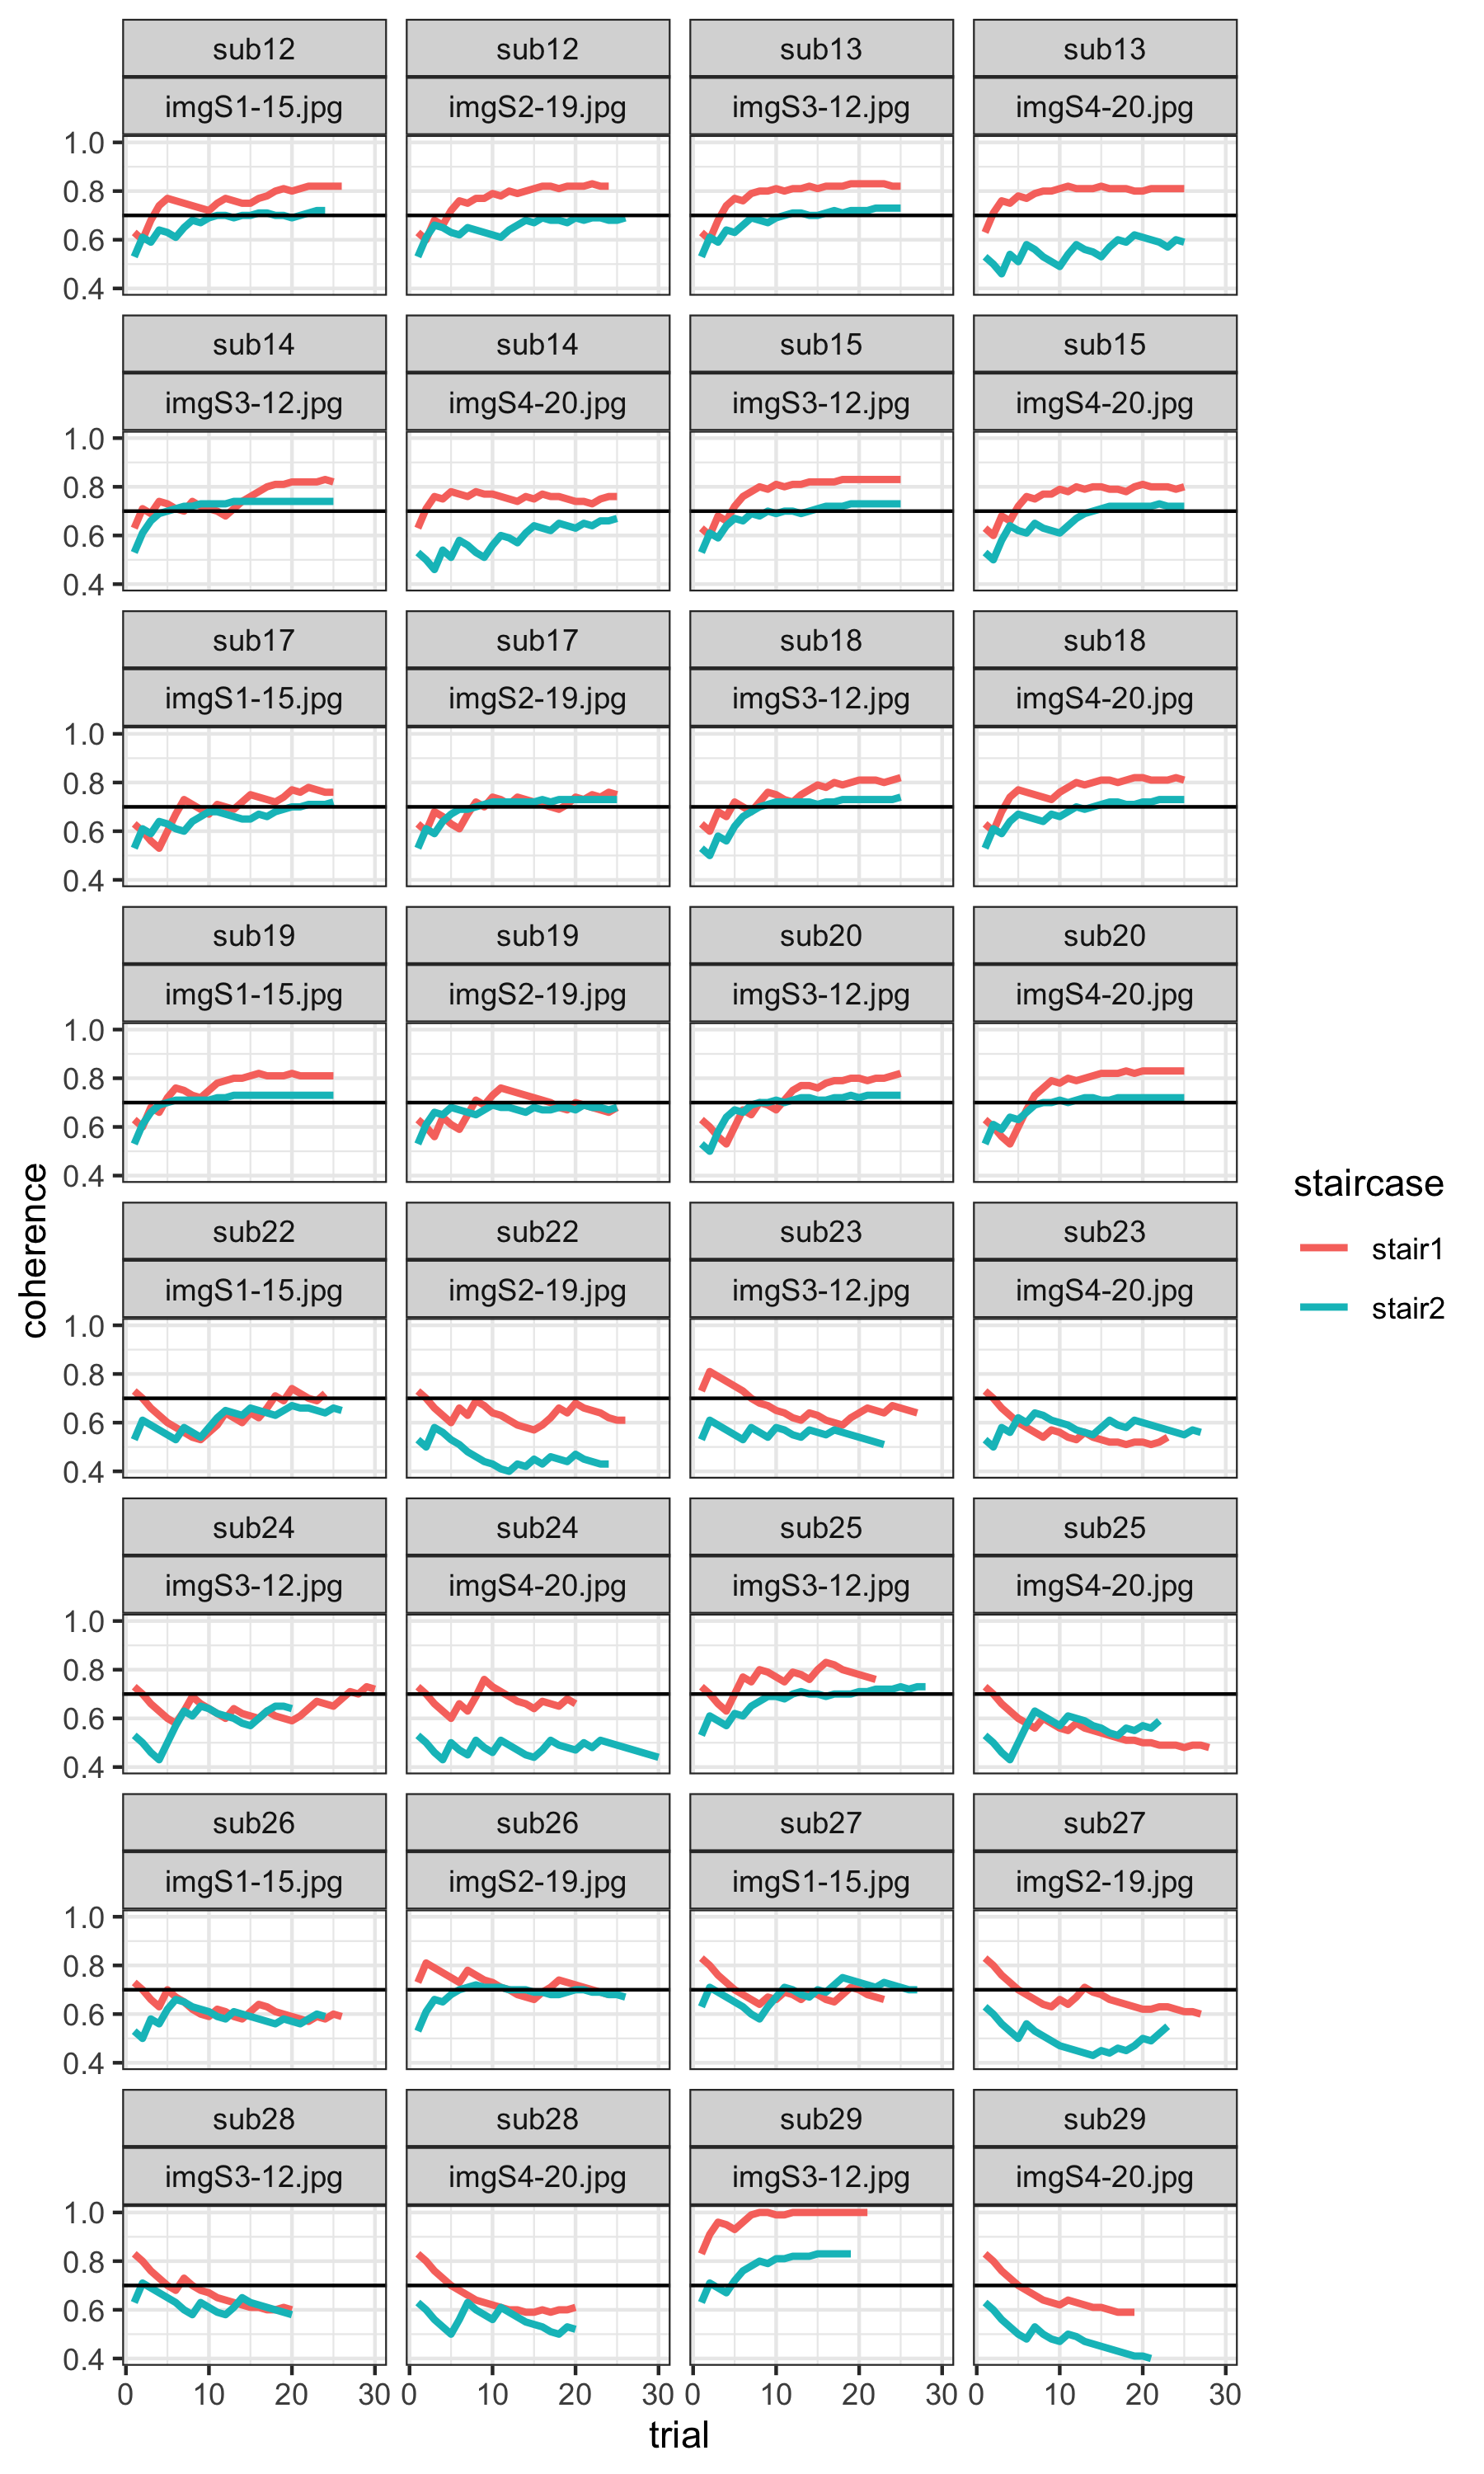 sub12 sub12 sub13 sub13
imgS1-15.jpg imgS2-19.jpg imgS3-12.jpg imgS4-20.jpg
1.0
0.8
0.6
0.4
sub14 sub14 sub15 sub15
imgS3-12.jpg imgS4-20.jpg imgS3-12.jpg imgS4-20.jpg
1.0
0.8
0.6
0.4
sub17 sub17 sub18 sub18
imgS1-15.jpg imgS2-19.jpg imgS3-12.jpg imgS4-20.jpg
1.0
0.8
0.6
0.4
sub19 sub19 sub20 sub20
imgS1-15.jpg imgS2-19.jpg imgS3-12.jpg imgS4-20.jpg
1.0
0.8
0.6
0.4
sub22 sub22 sub23 sub23
imgS1-15.jpg imgS2-19.jpg imgS3-12.jpg imgS4-20.jpg
1.0
0.8
0.6
0.4
sub24 sub24 sub25 sub25
imgS3-12.jpg imgS4-20.jpg imgS3-12.jpg imgS4-20.jpg
1.0
0.8
0.6
0.4
sub26 sub26 sub27 sub27
imgS1-15.jpg imgS2-19.jpg imgS1-15.jpg imgS2-19.jpg
1.0
0.8
0.6
0.4
sub28 sub28 sub29 sub29
imgS3-12.jpg imgS4-20.jpg imgS3-12.jpg imgS4-20.jpg
1.0
0.8
0.6
0.4
0 10 20 30 0 10 20 30 0 10 20 30 0 10 20 30
trial
coherence
staircase
stair1
stair2